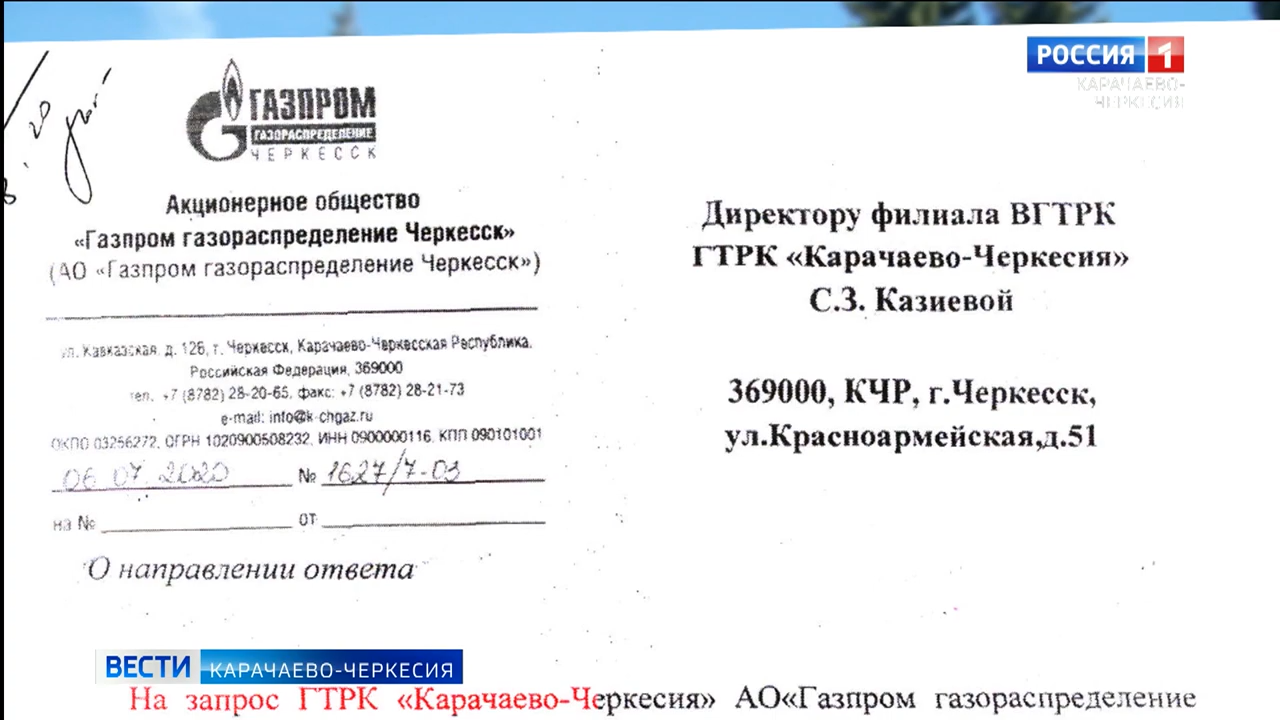 РОССИЯ 1
КАРАЧАЕВО-
ЧЕРКЕСИЯ
ГАЗПРОМ
ГАЗОРАСПРЕДЕЛЕНИЕ
ЧЕРКЕССК
Акционерное общество
«Газпром газораспределение Черкесск»
(АО «Газпром газораспределение Черкесск»)
ул. Кавказская, д. 126, г. Черкесск, Карачаево-Черкесская Республика,
Российская Федерация, 369000
тел. +7 (8782) 28-20-65, факс: +7 (8782) 28-21-73
e-mail: info@k-chgaz.ru
ОКПО 03256272, ОГРН 1020900508232, ИНН 0900000116, КПП 090101001
06 07 2020 № 1627/7-03
на № от
О направлении ответа
Директору филиала ВГТРК
ГТРК «Карачаево-Черкесия»
С.З. Казиевой
369000, КЧР, г.Черкесск,
ул.Красноармейская,д.51
ВЕСТИ КАРАЧАЕВО-ЧЕРКЕСИЯ
На запрос ГТРК «Карачаево-Черкесия» АО«Газпром газораспределение